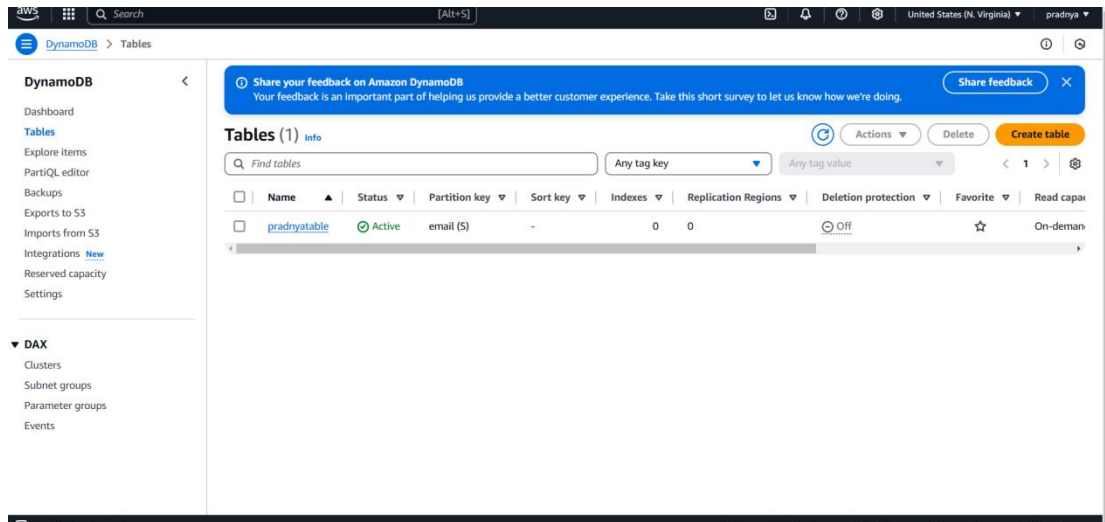 aws Search [Alt+S] United States (N. Virginia) ▼ pradnya ▼
DynamoDB > Tables
DynamoDB
Dashboard
Tables
Explore items
PartiQL editor
Backups
Exports to S3
Imports from S3
Integrations New
Reserved capacity
Settings
▼ DAX
Clusters
Subnet groups
Parameter groups
Events
Share your feedback on Amazon DynamoDB
Your feedback is an important part of helping us provide a better customer experience. Take this short survey to let us know how we're doing.
Share feedback
Tables (1) Info
Actions ▼ Delete Create table
Find tables Any tag key ▼ Any tag value ▼ < 1 >
Name Status Partition key Sort key Indexes Replication Regions Deletion protection Favorite Read capa
pradnyatable Active email (S) - 0 0 Off On-deman